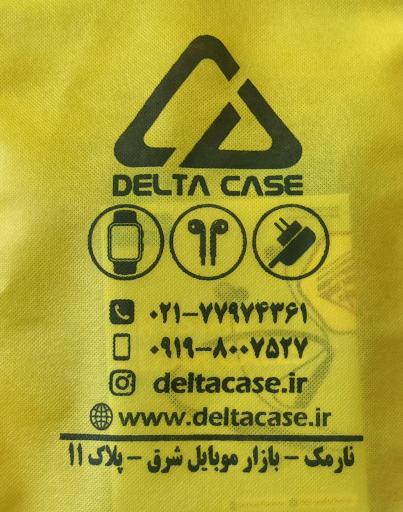 DELTA CASE
۰۲۱-۷۷۹۷۴۳۶۱
۰۹۱۹-۸۰۰۷۵۲۷
deltacase.ir
www.deltacase.ir
نارمک - بازار موبایل شرق - پلاک ۱۱